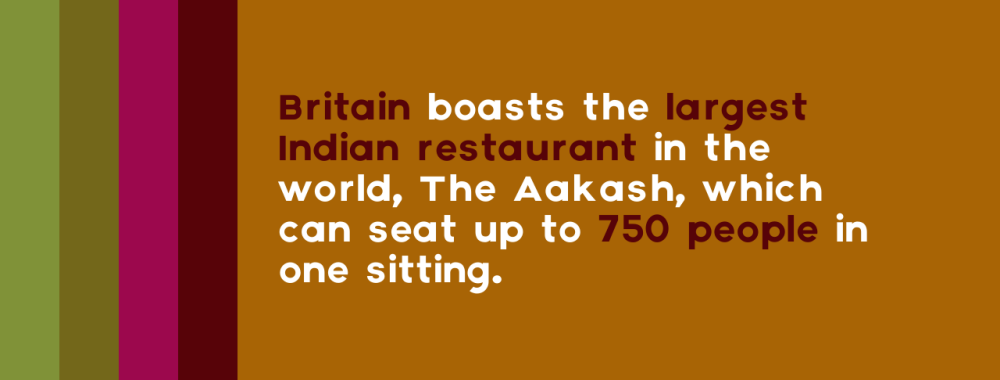 Britain boasts the largest
Indian restaurant in the
world, The Aakash, which
can seat up to 750 people in
one sitting.